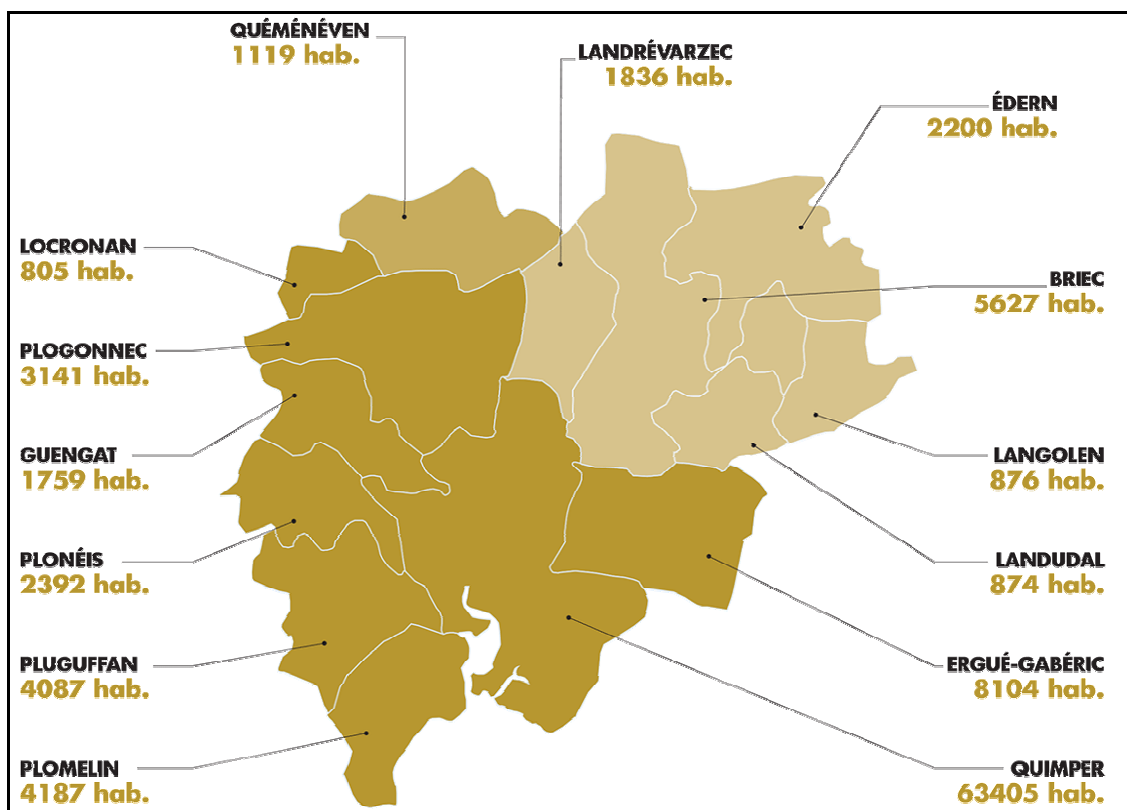 QUÉMÉNÉVEN
1119 hab.
LANDRÉVARZEC
1836 hab.
ÉDERN
2200 hab.
LOCRONAN
805 hab.
BRIEC
5627 hab.
PLOGONNEC
3141 hab.
GUENGAT
1759 hab.
LANGOLEN
876 hab.
PLONÉIS
2392 hab.
LANDUDAL
874 hab.
PLUGUFFAN
4087 hab.
ERGUÉ-GABÉRIC
8104 hab.
PLOMELIN
4187 hab.
QUIMPER
63405 hab.